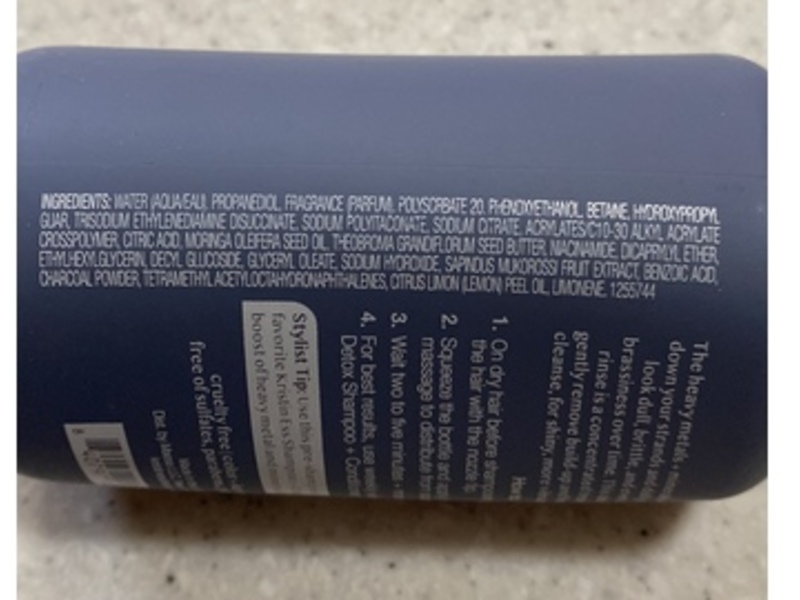 INGREDIENTS: WATER (AQUA/EAU), PROPANEDIOL, FRAGRANCE (PARFUM), POLYSORBATE 20, PHENOXYETHANOL, BETAINE, HYDROXYPROPYL
GUAR, TRISODIUM ETHYLENEDIAMINE DISUCCINATE, SODIUM POLYITACONATE, SODIUM CITRATE, ACRYLATES/C10-30 ALKYL ACRYLATE
CROSSPOLYMER, CITRIC ACID, MORINGA OLEIFERA SEED OIL, THEOBROMA GRANDIFLORUM SEED BUTTER, NIACINAMIDE, DICAPRYLYL ETHER,
ETHYLHEXYLGLYCERIN, DECYL GLUCOSIDE, GLYCERYL OLEATE, SODIUM HYDROXIDE, SAPINDUS MUKOROSSI FRUIT EXTRACT, BENZOIC ACID,
CHARCOAL POWDER, TETRAMETHYL ACETYLOCTAHYDRONAPHTHALENES, CITRUS LIMON (LEMON) PEEL OIL, LIMONENE. 1255744
The heavy metals +
down your strands
look dull, brittle,
brassiness over time.
rinse is a concentrated
gently remove build-up
cleanse, for shiny,
1. On dry hair before
the hair with the nozzle
2. Squeeze the bottle and
massage to distribute
3. Wait two to five minutes
4. For best results, use
Detox Shampoo +
Stylist Tip: Use this
favorite Kristin Ess
boost of heavy metal
cruelty free
free of sulfates,
Dist. by